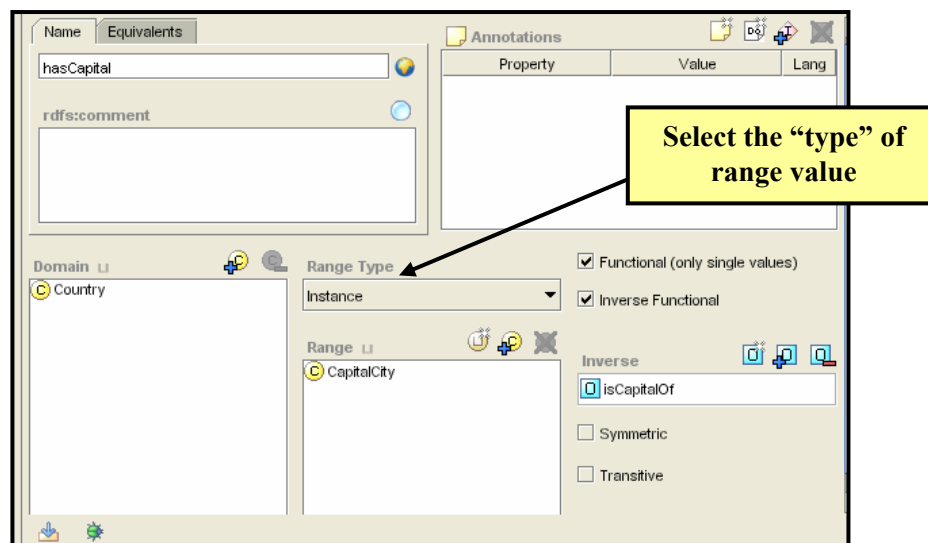 Name Equivalents
hasCapital
rdfs:comment
Annotations
Property Value Lang
Select the “type” of
range value
Domain ⊔
C Country
Range Type
Instance
Range ⊔
C CapitalCity
Functional (only single values)
Inverse Functional
Inverse
O isCapitalOf
Symmetric
Transitive